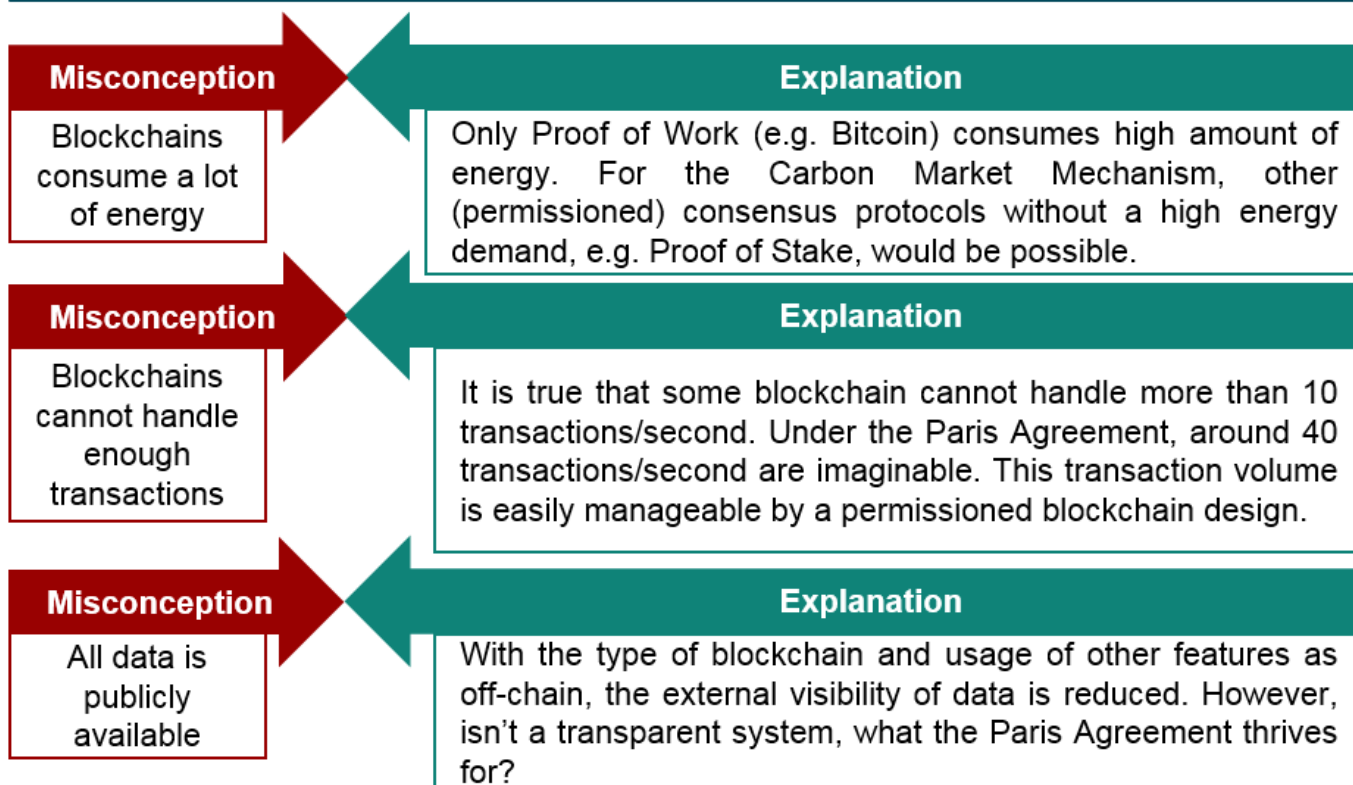 Misconception
Explanation
Blockchains
consume a lot
of energy
Only Proof of Work (e.g. Bitcoin) consumes high amount of
energy. For the Carbon Market Mechanism, other
(permissioned) consensus protocols without a high energy
demand, e.g. Proof of Stake, would be possible.
Misconception
Explanation
Blockchains
cannot handle
enough
transactions
It is true that some blockchain cannot handle more than 10
transactions/second. Under the Paris Agreement, around 40
transactions/second are imaginable. This transaction volume
is easily manageable by a permissioned blockchain design.
Misconception
Explanation
All data is
publicly
available
With the type of blockchain and usage of other features as
off-chain, the external visibility of data is reduced. However,
isn’t a transparent system, what the Paris Agreement thrives
for?